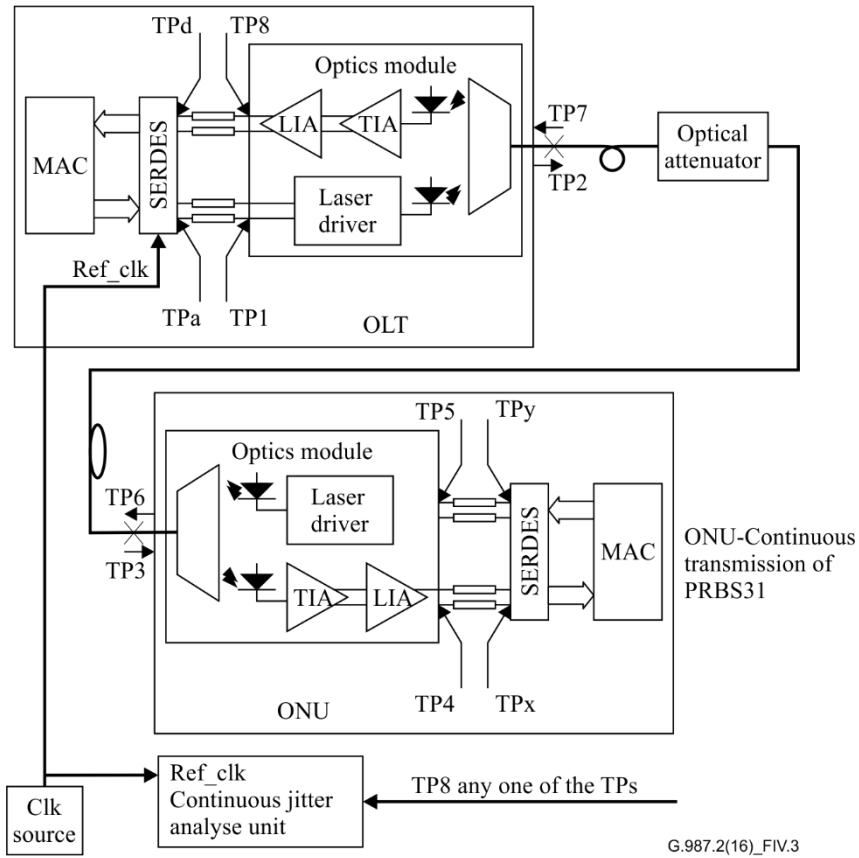 TPd
TP8
Optics module
LIA
TIA
MAC
SERDES
Laser
driver
TP7
TP2
Optical
attenuator
Ref_clk
TPa
TP1
OLT
TP5
TPy
Optics module
Laser
driver
TP6
TP3
TIA
LIA
SERDES
MAC
ONU-Continuous
transmission of
PRBS31
TP4
TPx
ONU
Clk
source
Ref_clk
Continuous jitter
analyse unit
TP8 any one of the TPs
G.987.2(16)_FIV.3